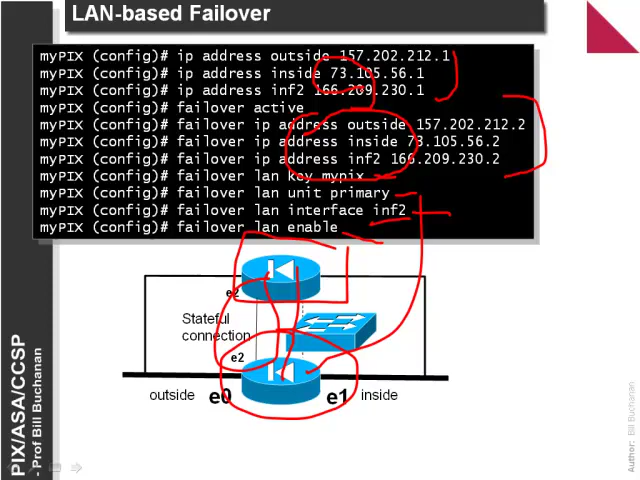 LAN-based Failover
myPIX (config)# ip address outside 157.202.212.1
myPIX (config)# ip address inside 73.105.56.1
myPIX (config)# ip address inf2 166.209.230.1
myPIX (config)# failover active
myPIX (config)# failover ip address outside 157.202.212.2
myPIX (config)# failover ip address inside 73.105.56.2
myPIX (config)# failover ip address inf2 166.209.230.2
myPIX (config)# failover lan key mypix
myPIX (config)# failover lan unit primary
myPIX (config)# failover lan interface inf2
myPIX (config)# failover lan enable
e2
Stateful
connection
e2
outside
e0
e1
inside
PIX/ASA/CCSP
- Prof Bill Buchanan
Author: Bill Buchanan